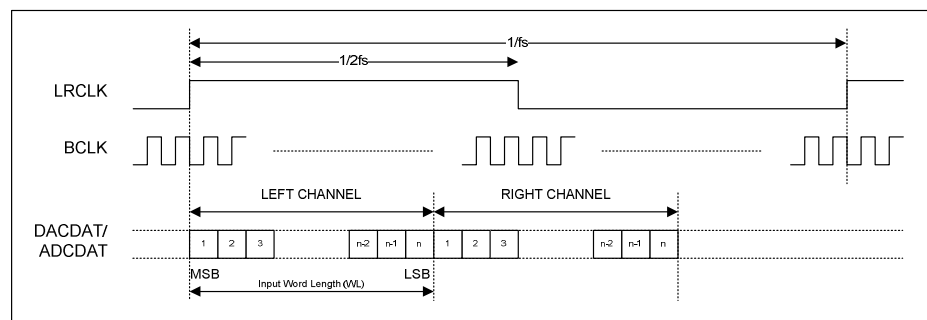 1/fs
1/2fs
LRCLK
BCLK
LEFT CHANNEL
RIGHT CHANNEL
DACDAT/
ADCDAT
1 2 3 n-2 n-1 n 1 2 3 n-2 n-1 n
MSB
LSB
Input Word Length (WL)